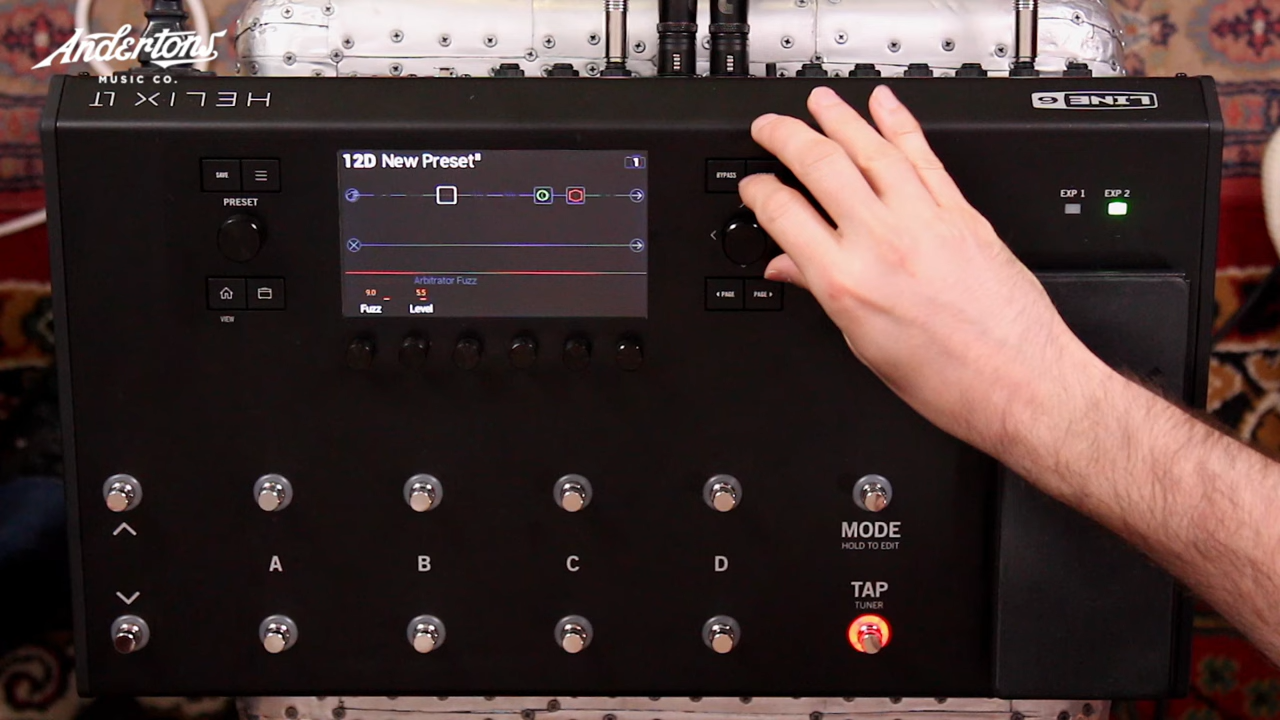 Andertons
MUSIC CO.
HELIX LT
LINE 6
SAVE
PRESET
VIEW
12D New Preset
1
Arbitrator Fuzz
9.0
5.5
Fuzz
Level
BYPASS
< PAGE
PAGE >
EXP 1
EXP 2
MODE
HOLD TO EDIT
A
B
C
D
TAP
TUNER